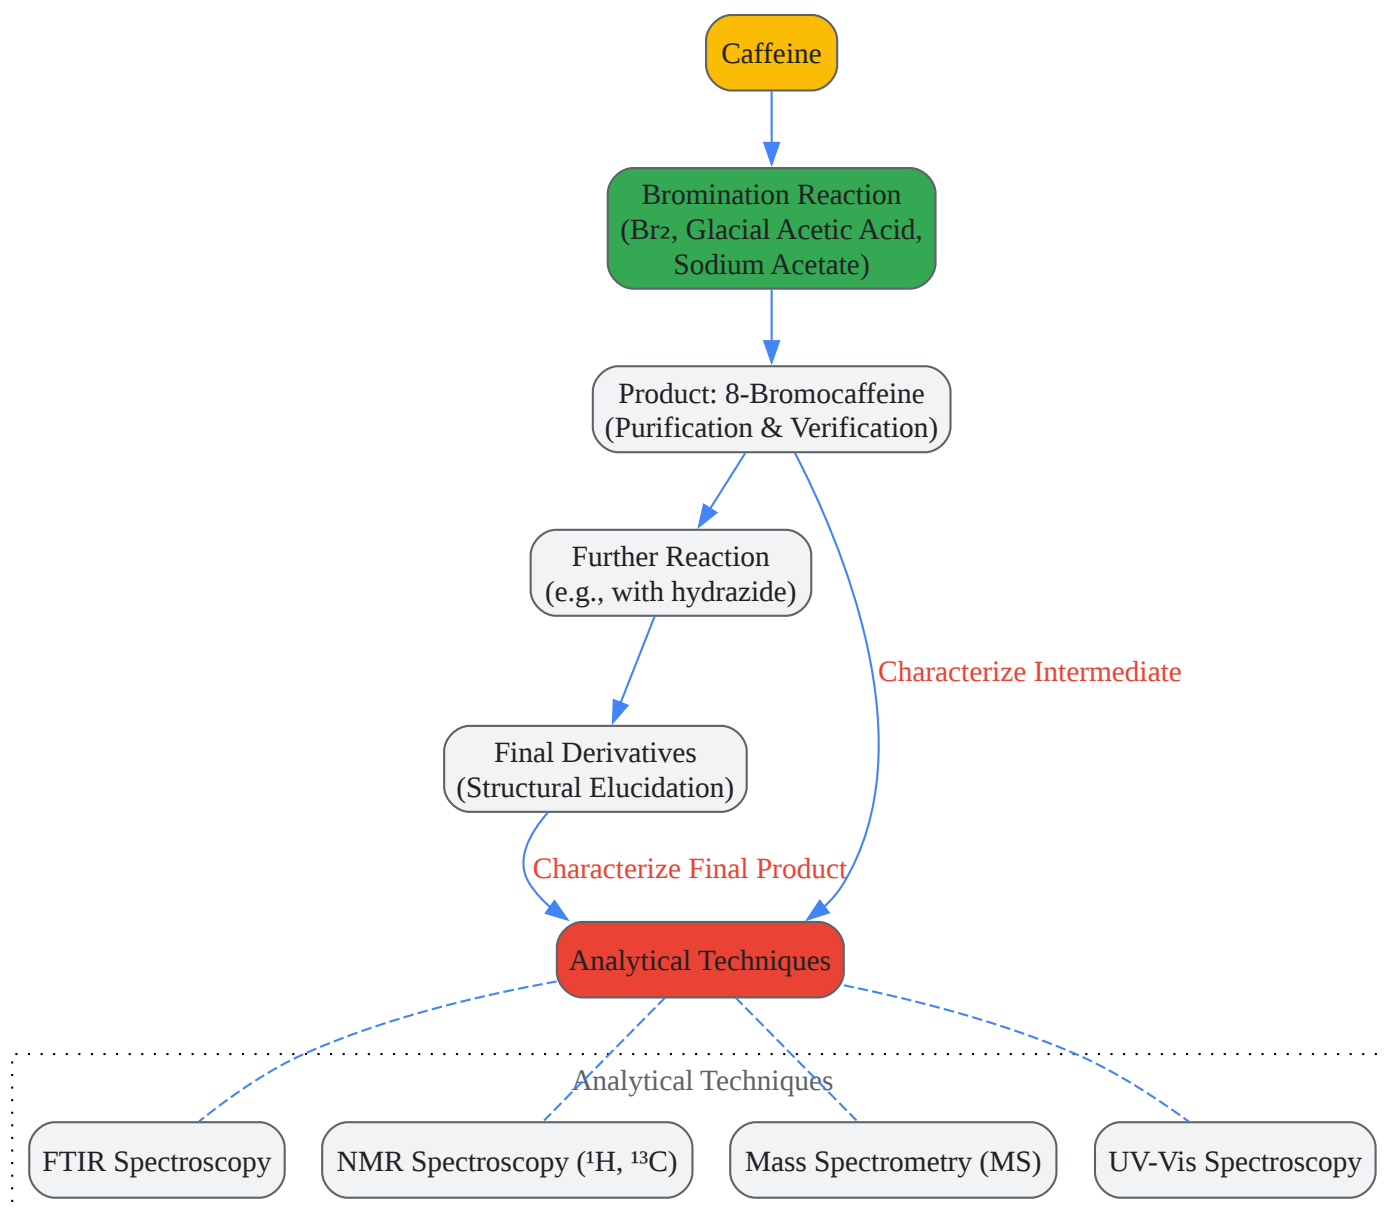 Caffeine
Bromination Reaction
(Br₂, Glacial Acetic Acid,
Sodium Acetate)
Product: 8-Bromocaffeine
(Purification & Verification)
Further Reaction
(e.g., with hydrazide)
Characterize Intermediate
Final Derivatives
(Structural Elucidation)
Characterize Final Product
Analytical Techniques
Analytical Techniques
FTIR Spectroscopy
NMR Spectroscopy (¹H, ¹³C)
Mass Spectrometry (MS)
UV-Vis Spectroscopy